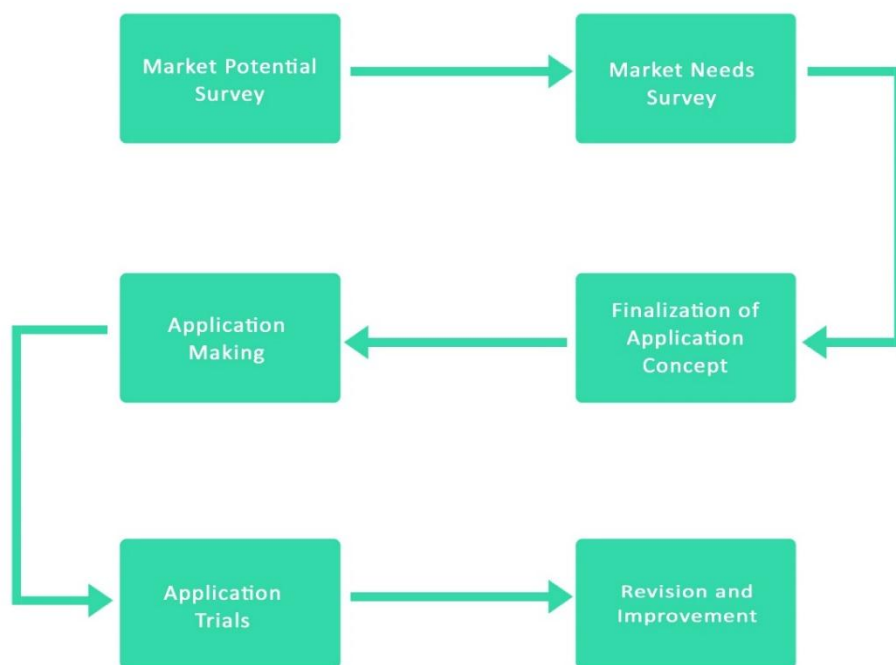 Market Potential
Survey
Market Needs
Survey
Finalization of
Application
Concept
Application
Making
Application
Trials
Revision and
Improvement